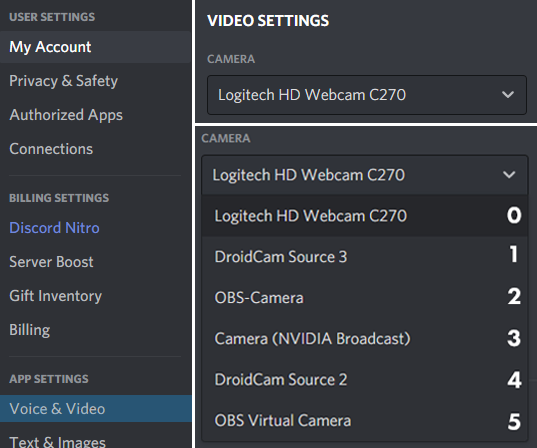 USER SETTINGS
My Account
Privacy & Safety
Authorized Apps
Connections
BILLING SETTINGS
Discord Nitro
Server Boost
Gift Inventory
Billing
APP SETTINGS
Voice & Video
Text & Images
VIDEO SETTINGS
CAMERA
Logitech HD Webcam C270
CAMERA
Logitech HD Webcam C270
Logitech HD Webcam C270 0
DroidCam Source 3 1
OBS-Camera 2
Camera (NVIDIA Broadcast) 3
DroidCam Source 2 4
OBS Virtual Camera 5